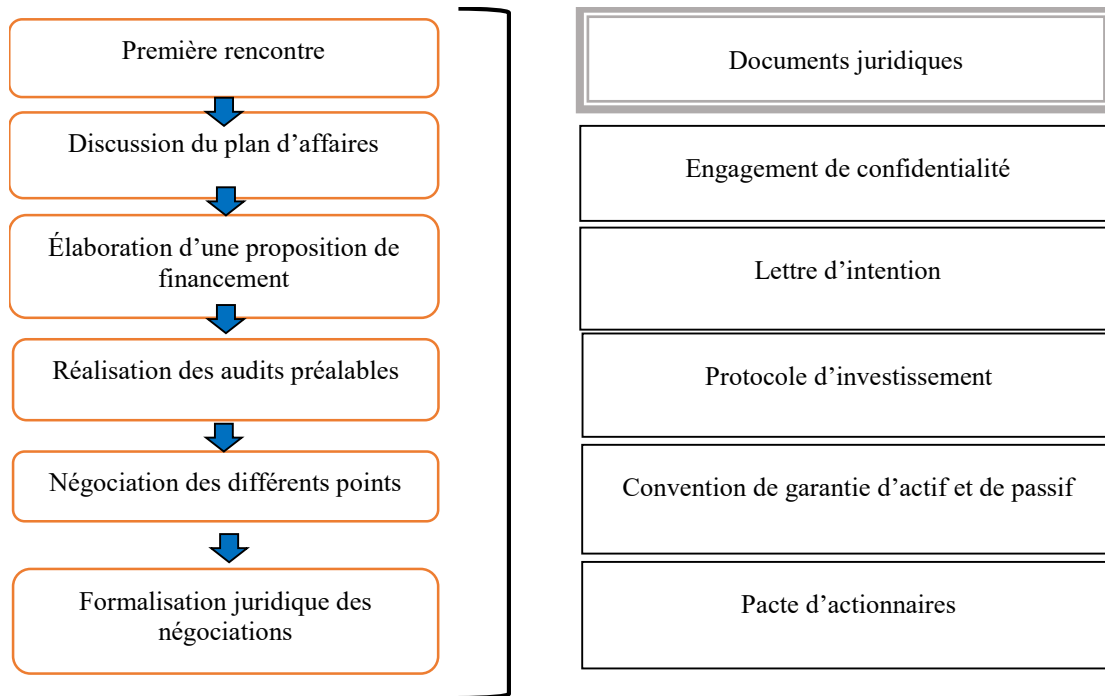 Première rencontre
Discussion du plan d’affaires
Élaboration d’une proposition de
financement
Réalisation des audits préalables
Négociation des différents points
Formalisation juridique des
négociations
Documents juridiques
Engagement de confidentialité
Lettre d’intention
Protocole d’investissement
Convention de garantie d’actif et de passif
Pacte d’actionnaires